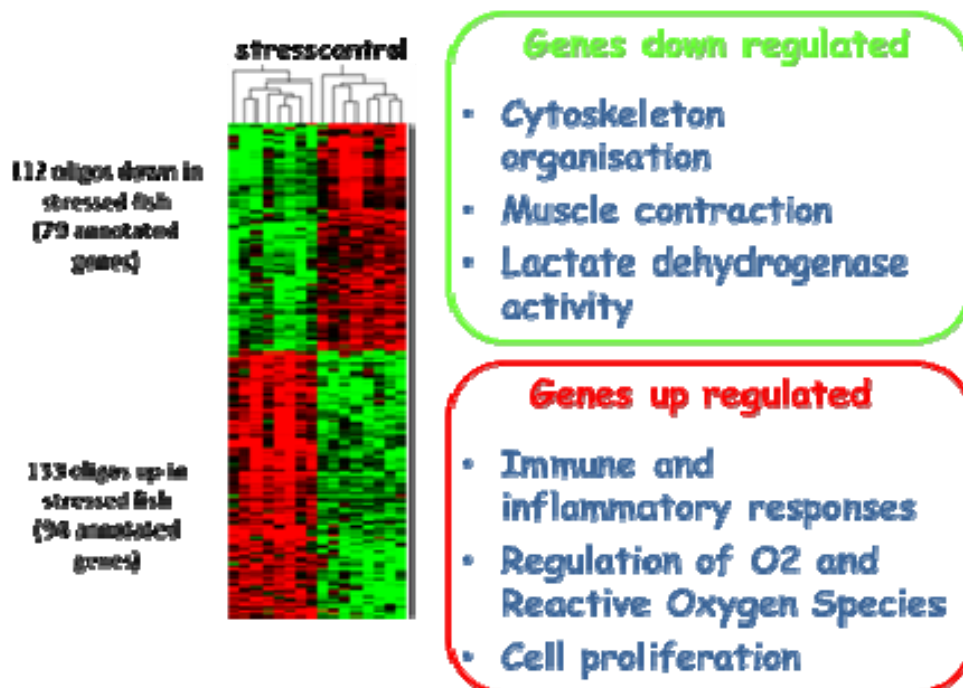 stresscontrol
112 oligos down in
stressed fish
(79 annotated
genes)
133 oligos up in
stressed fish
(94 annotated
genes)
Genes down regulated
• Cytoskeleton
organisation
• Muscle contraction
• Lactate dehydrogenase
activity
Genes up regulated
• Immune and
inflammatory responses
• Regulation of O2 and
Reactive Oxygen Species
• Cell proliferation